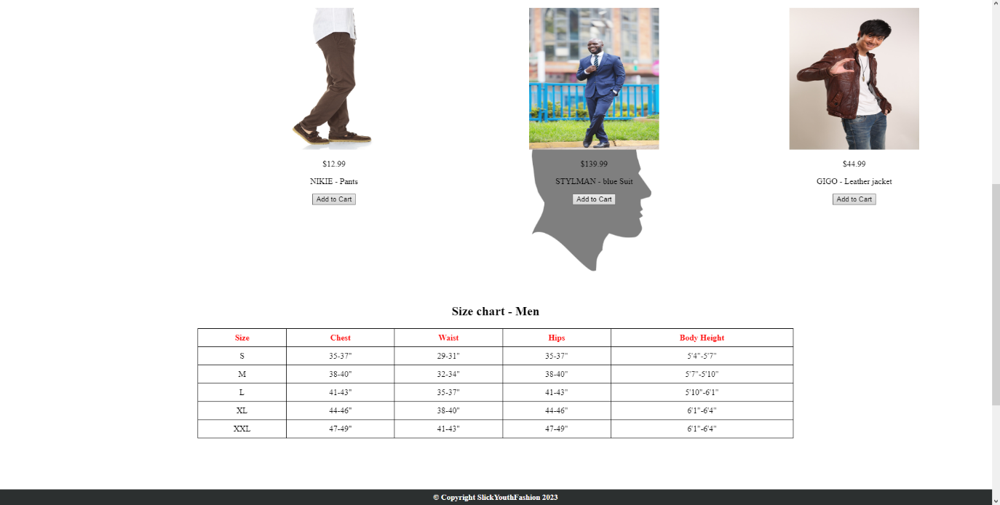 $12.99 $139.99 $44.99
NIKIE - Pants STYLMAN - blue Suit GIGO - Leather jacket
Add to Cart Add to Cart Add to Cart
Size chart - Men
Size Chest Waist Hips Body Height
S 35-37" 29-31" 35-37" 5'4"-5'7"
M 38-40" 32-34" 38-40" 5'7"-5'10"
L 41-43" 35-37" 41-43" 5'10"-6'1"
XL 44-46" 38-40" 44-46" 6'1"-6'4"
XXL 47-49" 41-43" 47-49" 6'1"-6'4"
© Copyright SlickYouthFashion 2023